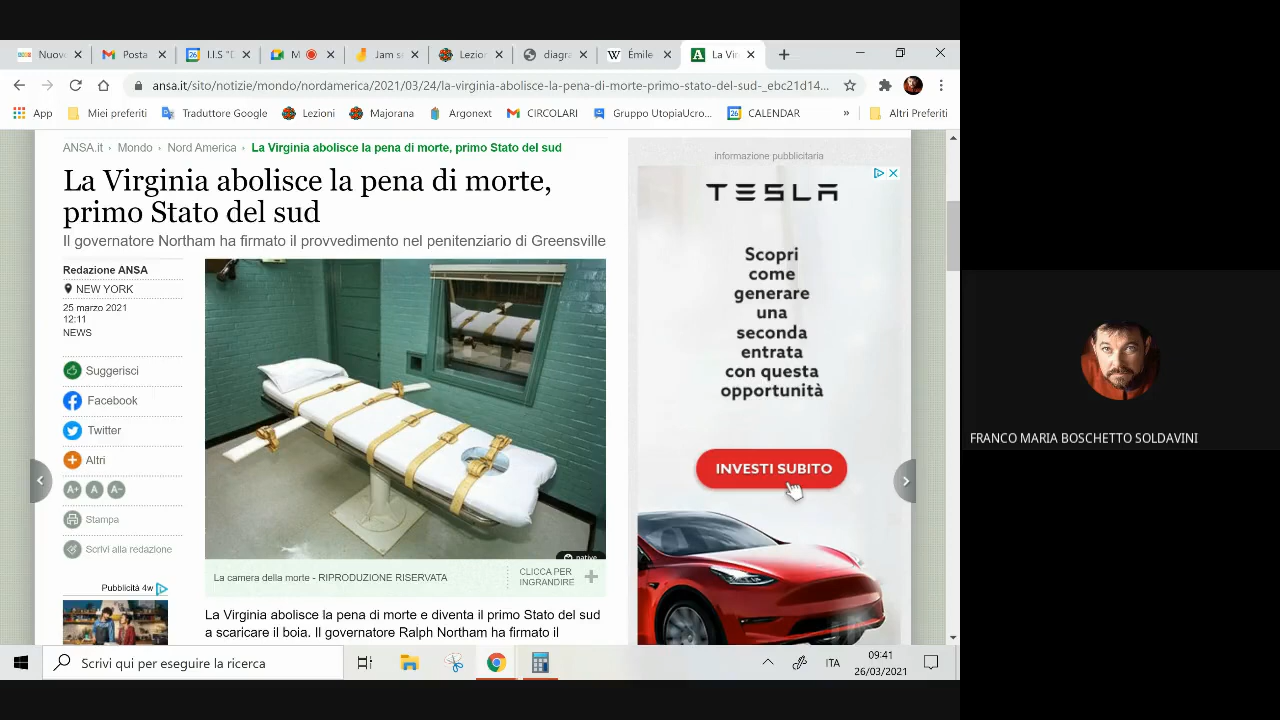 Nuov
Posta
I.I.S "D
M
Jam s
Lezior
diagra
Émile
La Vir
ansa.it/sito/notizie/mondo/nordamerica/2021/03/24/la-virginia-abolisce-la-pena-di-morte-primo-stato-del-sud-_ebc21d14...
App
Miei preferiti
Traduttore Google
Lezioni
Majorana
Argonext
CIRCOLARI
Gruppo UtopiaUcro...
CALENDAR
»
Altri Preferiti
ANSA.it › Mondo › Nord America › La Virginia abolisce la pena di morte, primo Stato del sud
La Virginia abolisce la pena di morte,
primo Stato del sud
Il governatore Northam ha firmato il provvedimento nel penitenziario di Greensville
Redazione ANSA
NEW YORK
25 marzo 2021
12:11
NEWS
Suggerisci
Facebook
Twitter
Altri
A+ A A-
Stampa
Scrivi alla redazione
Pubblicità 4w
native
La camera della morte - RIPRODUZIONE RISERVATA
CLICCA PER
INGRANDIRE
La Virginia abolisce la pena di morte e diventa il primo Stato del sud
a scaricare il boia. Il governatore Ralph Northam ha firmato il
informazione pubblicitaria
TESLA
Scopri
come
generare
una
seconda
entrata
con questa
opportunità
INVESTI SUBITO
FRANCO MARIA BOSCHETTO SOLDAVINI
Scrivi qui per eseguire la ricerca
ITA
09:41
26/03/2021